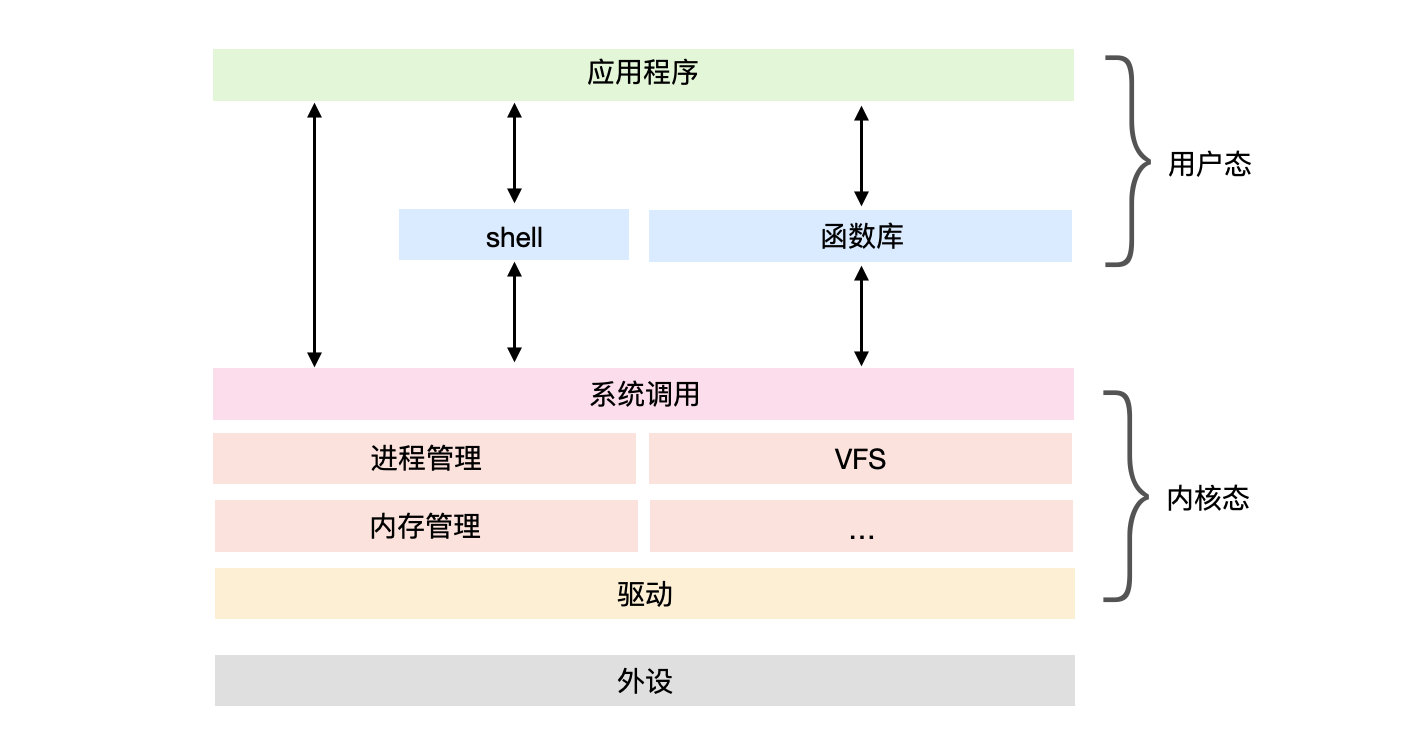 应用程序
用户态
shell
函数库
系统调用
进程管理
VFS
内核态
内存管理
...
驱动
外设